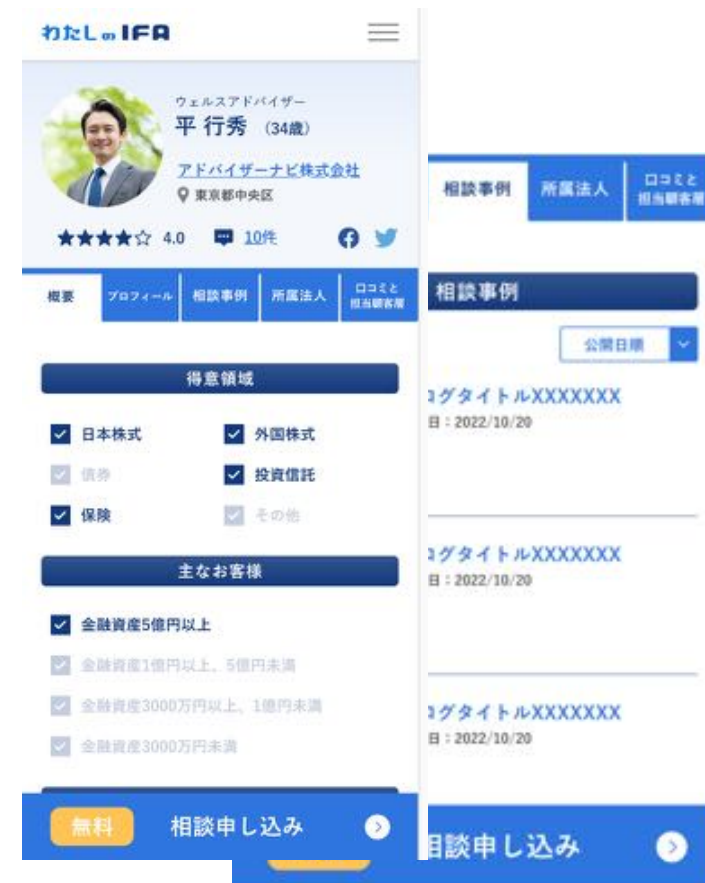 わたしのIFA
ウェルスアドバイザー
平 行秀 (34歳)
アドバイザーナビ株式会社
東京都中央区
★★★★☆ 4.0 10件
概要 プロフィール 相談事例 所属法人 口コミと担当顧客層
得意領域
日本株式 外国株式
債券 投資信託
保険 その他
主なお客様
金融資産5億円以上
金融資産1億円以上、5億円未満
金融資産3000万円以上、1億円未満
金融資産3000万円未満
無料 相談申し込み
相談事例 所属法人 口コミと担当顧客層
相談事例
公開日順
ログタイトルXXXXXXX
日：2022/10/20
ログタイトルXXXXXXX
日：2022/10/20
ログタイトルXXXXXXX
日：2022/10/20
相談申し込み